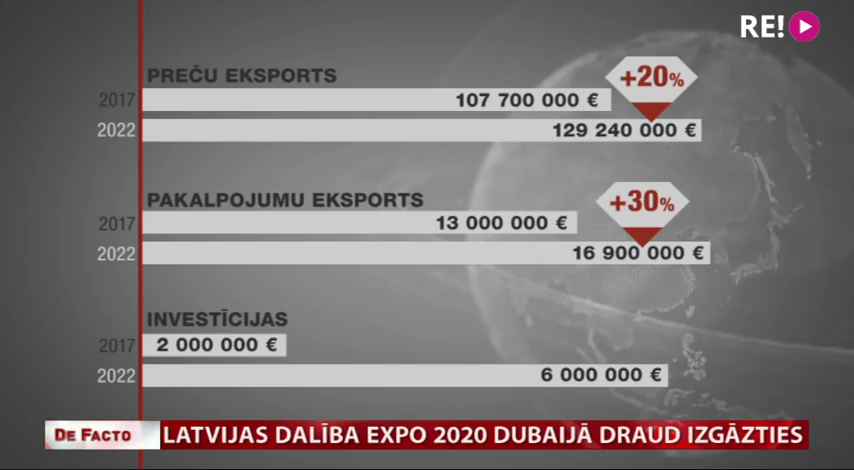 RE!
PREČU EKSPORTS
+20%
2017 107 700 000 €
2022 129 240 000 €
PAKALPOJUMU EKSPORTS
+30%
2017 13 000 000 €
2022 16 900 000 €
INVESTĪCIJAS
2017 2 000 000 €
2022 6 000 000 €
DE FACTO LATVIJAS DALĪBA EXPO 2020 DUBAIJĀ DRAUD IZGĀZTIES